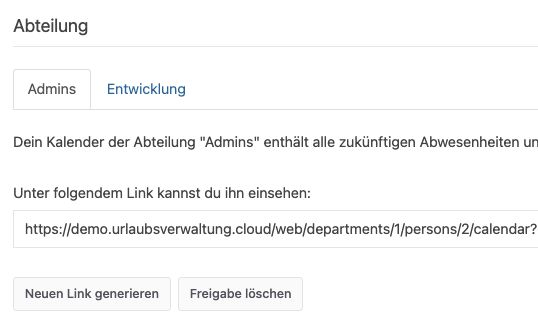 Abteilung
Admins Entwicklung
Dein Kalender der Abteilung "Admins" enthält alle zukünftigen Abwesenheiten un
Unter folgendem Link kannst du ihn einsehen:
https://demo.urlaubsverwaltung.cloud/web/departments/1/persons/2/calendar?
Neuen Link generieren Freigabe löschen